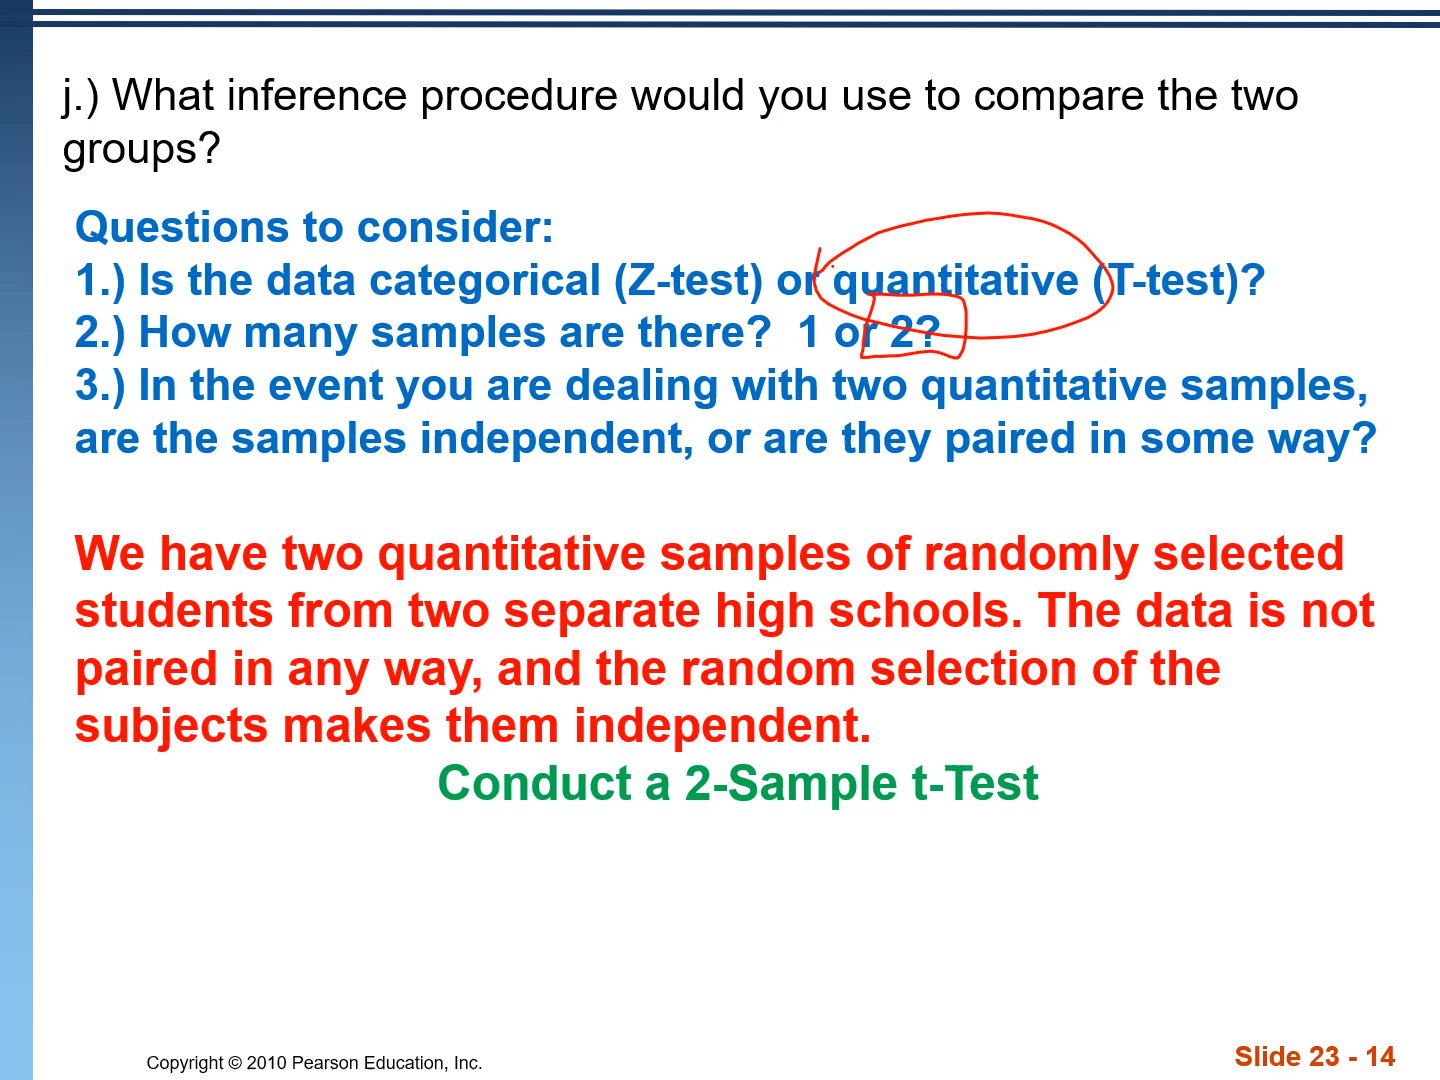 j.) What inference procedure would you use to compare the two
groups?
Questions to consider:
1.) Is the data categorical (Z-test) or quantitative (T-test)?
2.) How many samples are there?  1 or 2?
3.) In the event you are dealing with two quantitative samples,
are the samples independent, or are they paired in some way?
We have two quantitative samples of randomly selected
students from two separate high schools. The data is not
paired in any way, and the random selection of the
subjects makes them independent.
Conduct a 2-Sample t-Test
Copyright © 2010 Pearson Education, Inc.
Slide 23 - 14